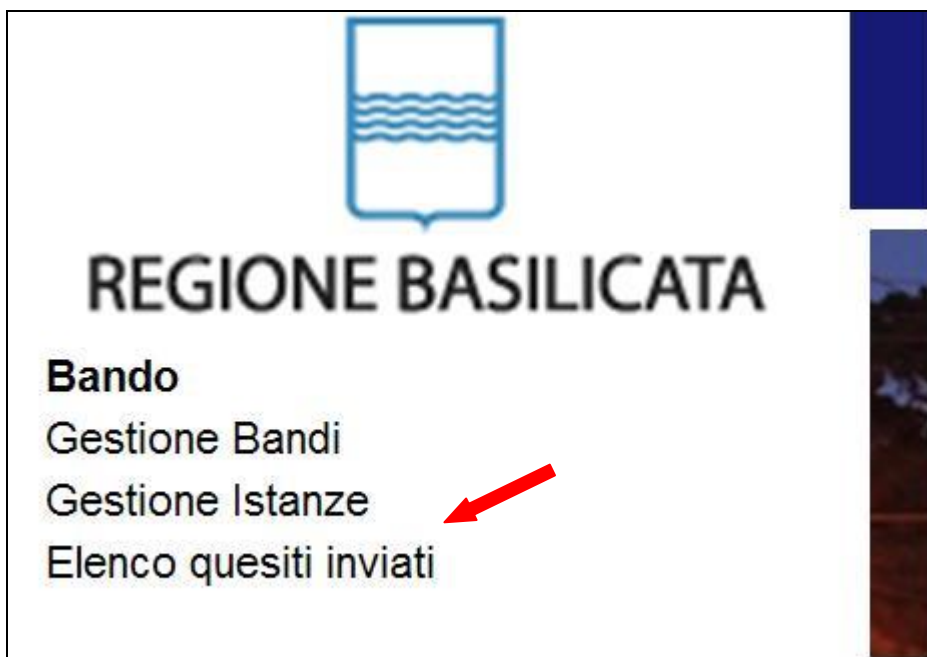 REGIONE BASILICATA
Bando
Gestione Bandi
Gestione Istanze
Elenco quesiti inviati